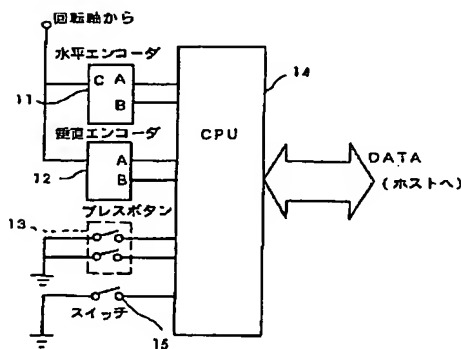 回転軸から
水平エンコーダ
C A
B
11
垂直エンコーダ
A
B
12
プレスボタン
13
スイッチ
15
CPU
14
DATA
(ホストへ)